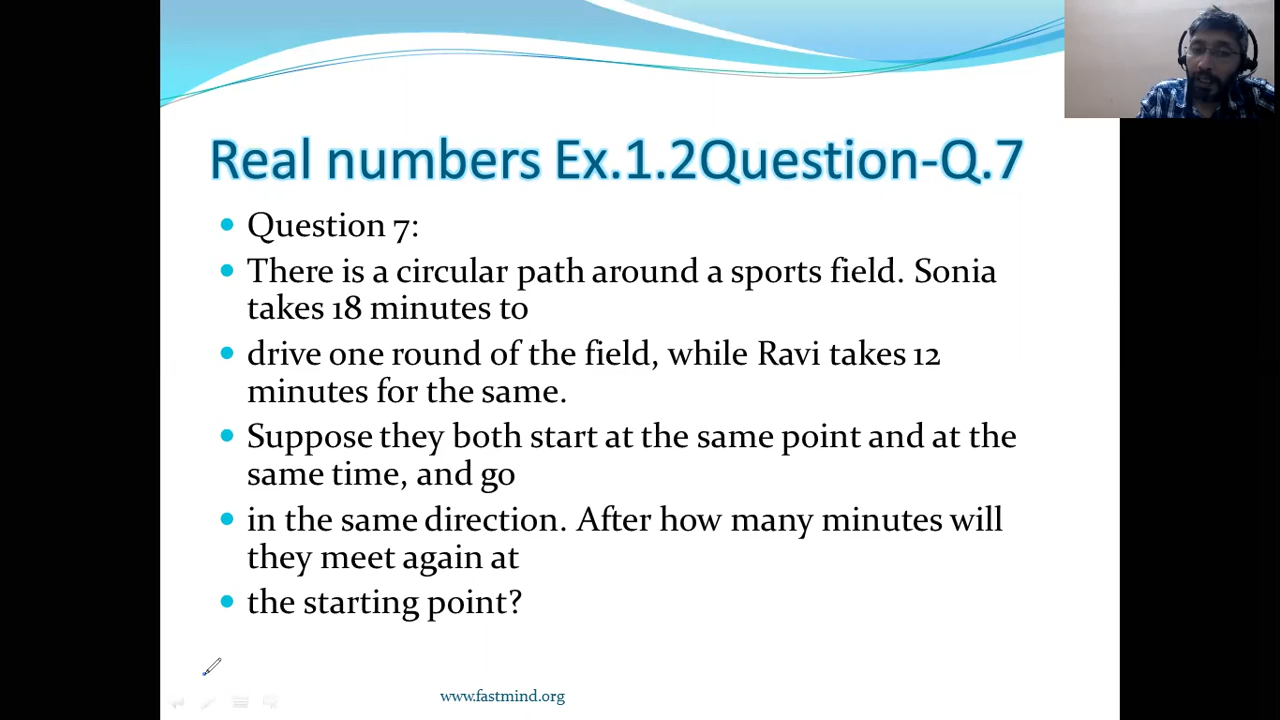 Real numbers Ex.1.2Question-Q.7
Question 7:
There is a circular path around a sports field. Sonia
takes 18 minutes to
drive one round of the field, while Ravi takes 12
minutes for the same.
Suppose they both start at the same point and at the
same time, and go
in the same direction. After how many minutes will
they meet again at
the starting point?
www.fastmind.org